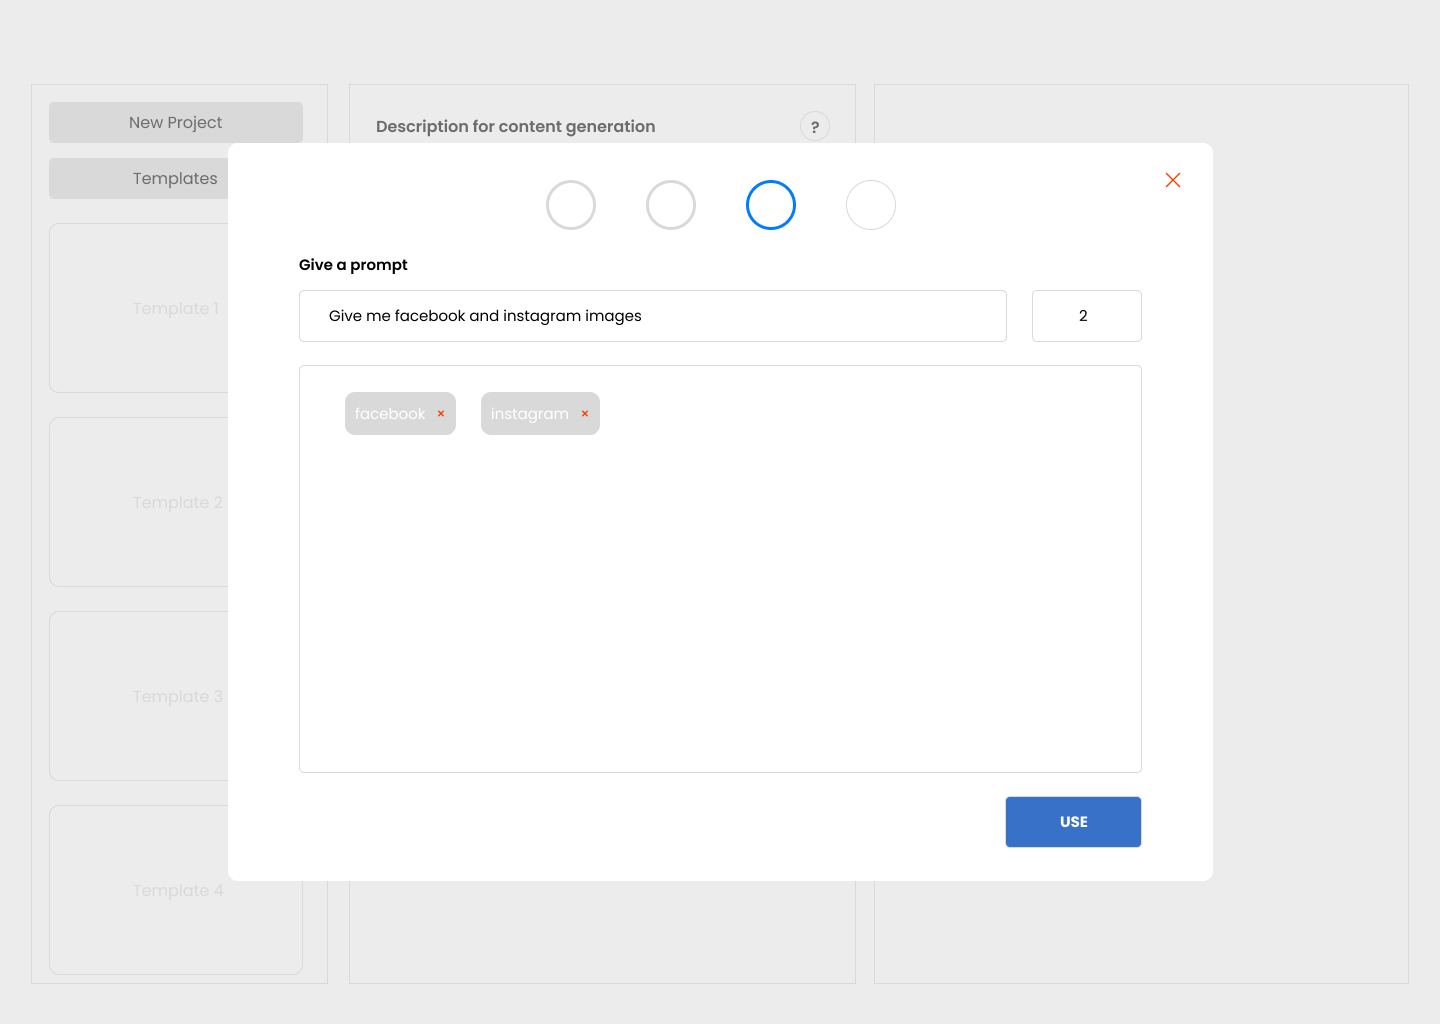 New Project
Templates
Template 1
Template 2
Template 3
Template 4
Description for content generation
?
Give a prompt
Give me facebook and instagram images
2
facebook ×
instagram ×
USE